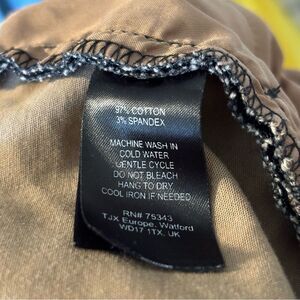 97% COTTON
3% SPANDEX
MACHINE WASH IN
COLD WATER
GENTLE CYCLE
DO NOT BLEACH
HANG TO DRY
COOL IRON IF NEEDED
RN# 75343
TJX Europe, Watford
WD17 1TX, UK